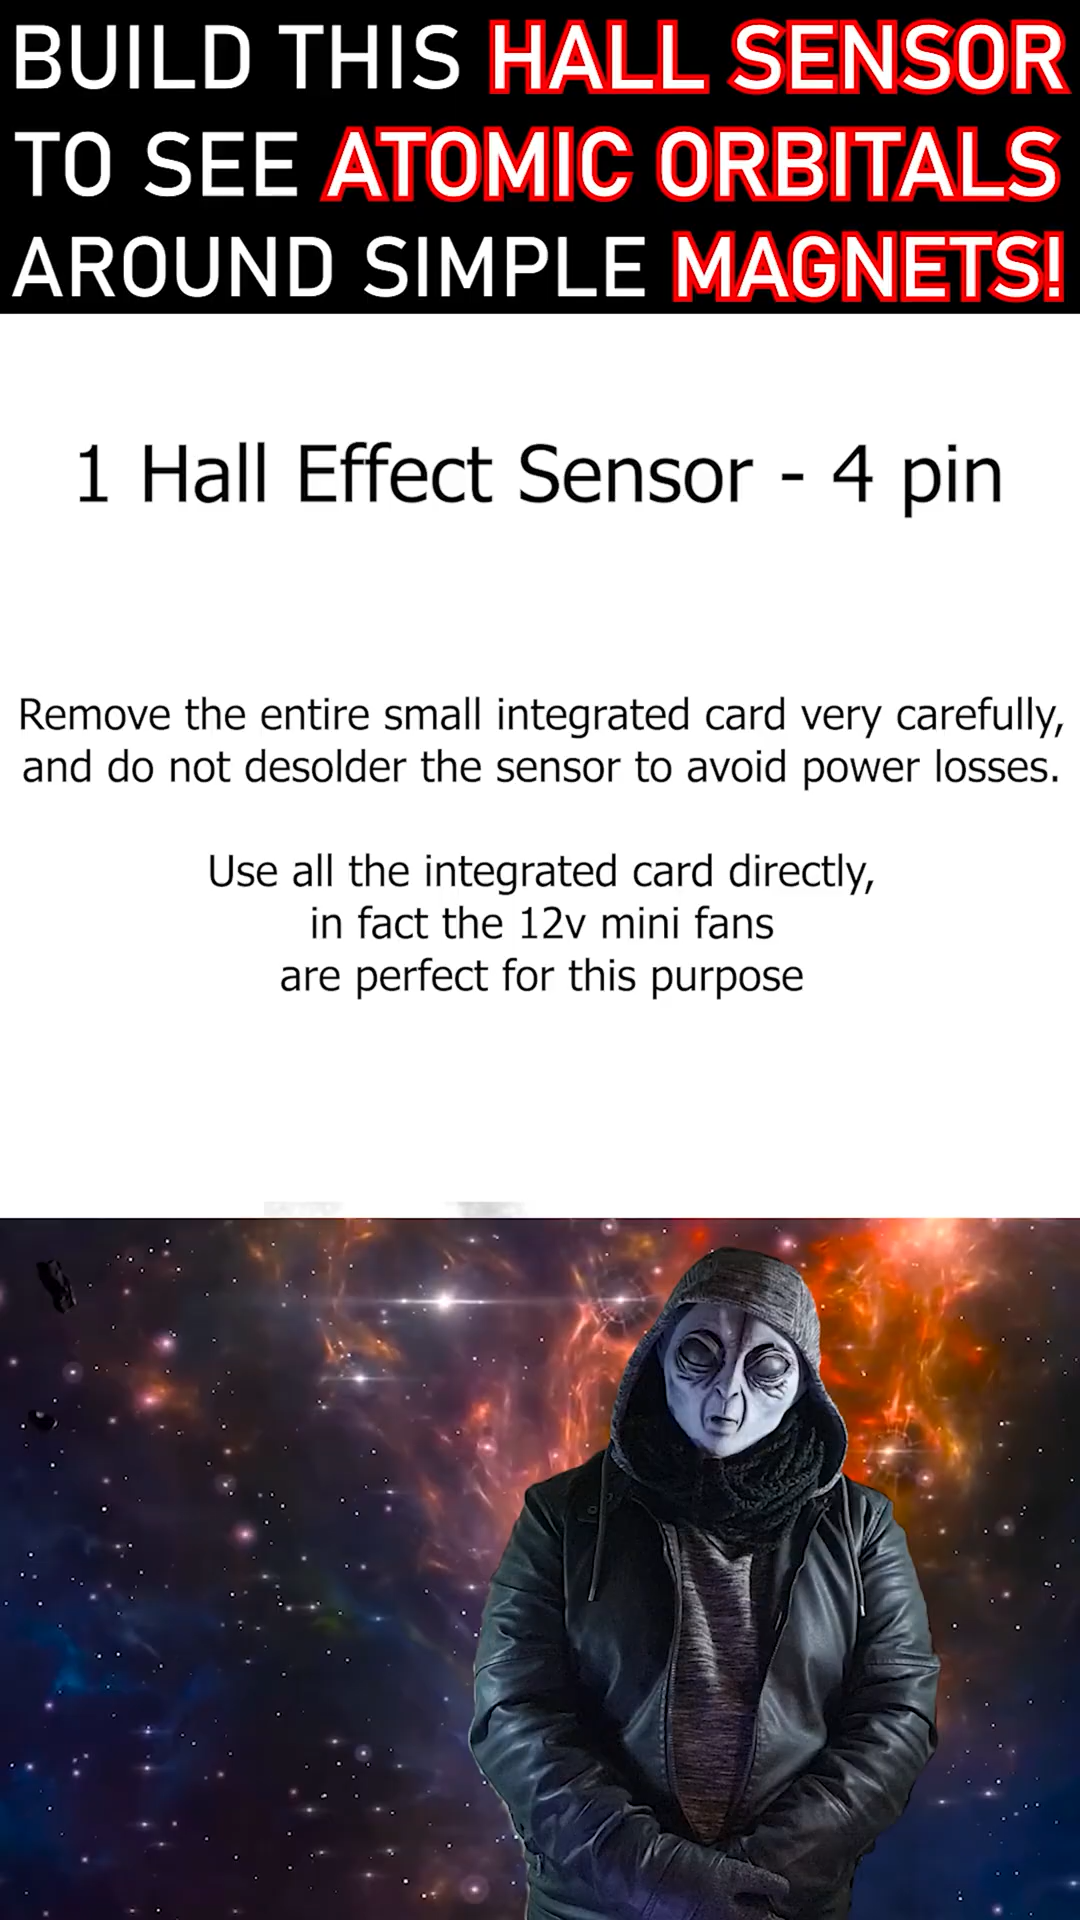 BUILD THIS HALL SENSOR
TO SEE ATOMIC ORBITALS
AROUND SIMPLE MAGNETS!
1 Hall Effect Sensor - 4 pin
Remove the entire small integrated card very carefully,
and do not desolder the sensor to avoid power losses.
Use all the integrated card directly,
in fact the 12v mini fans
are perfect for this purpose